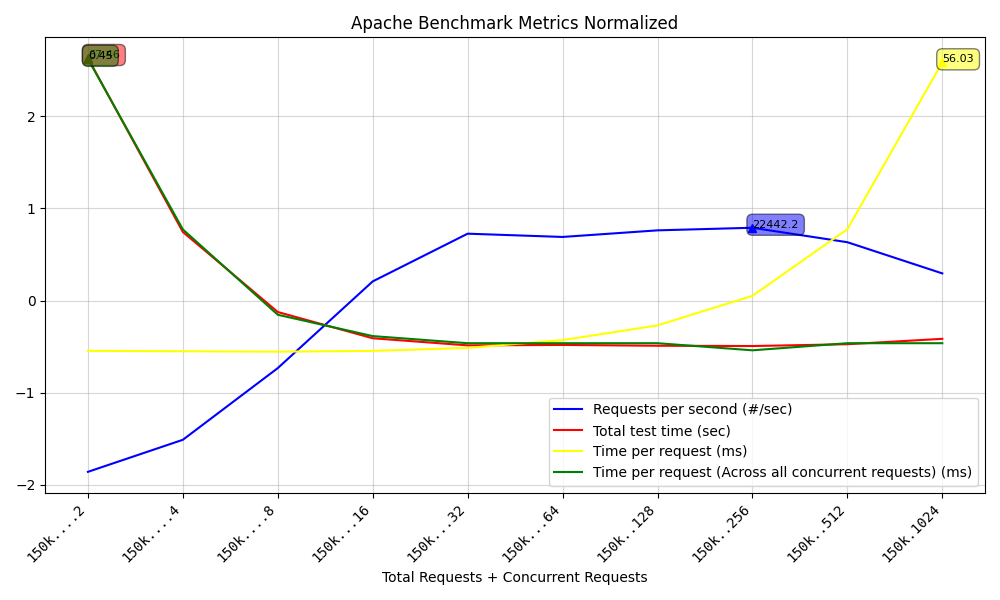 Apache Benchmark Metrics Normalized
0.45
56.03
22442.2
2
1
0
−1
−2
Requests per second (#/sec)
Total test time (sec)
Time per request (ms)
Time per request (Across all concurrent requests) (ms)
150k....2
150k....4
150k....8
150k...16
150k...32
150k...64
150k..128
150k..256
150k..512
150k.1024
Total Requests + Concurrent Requests